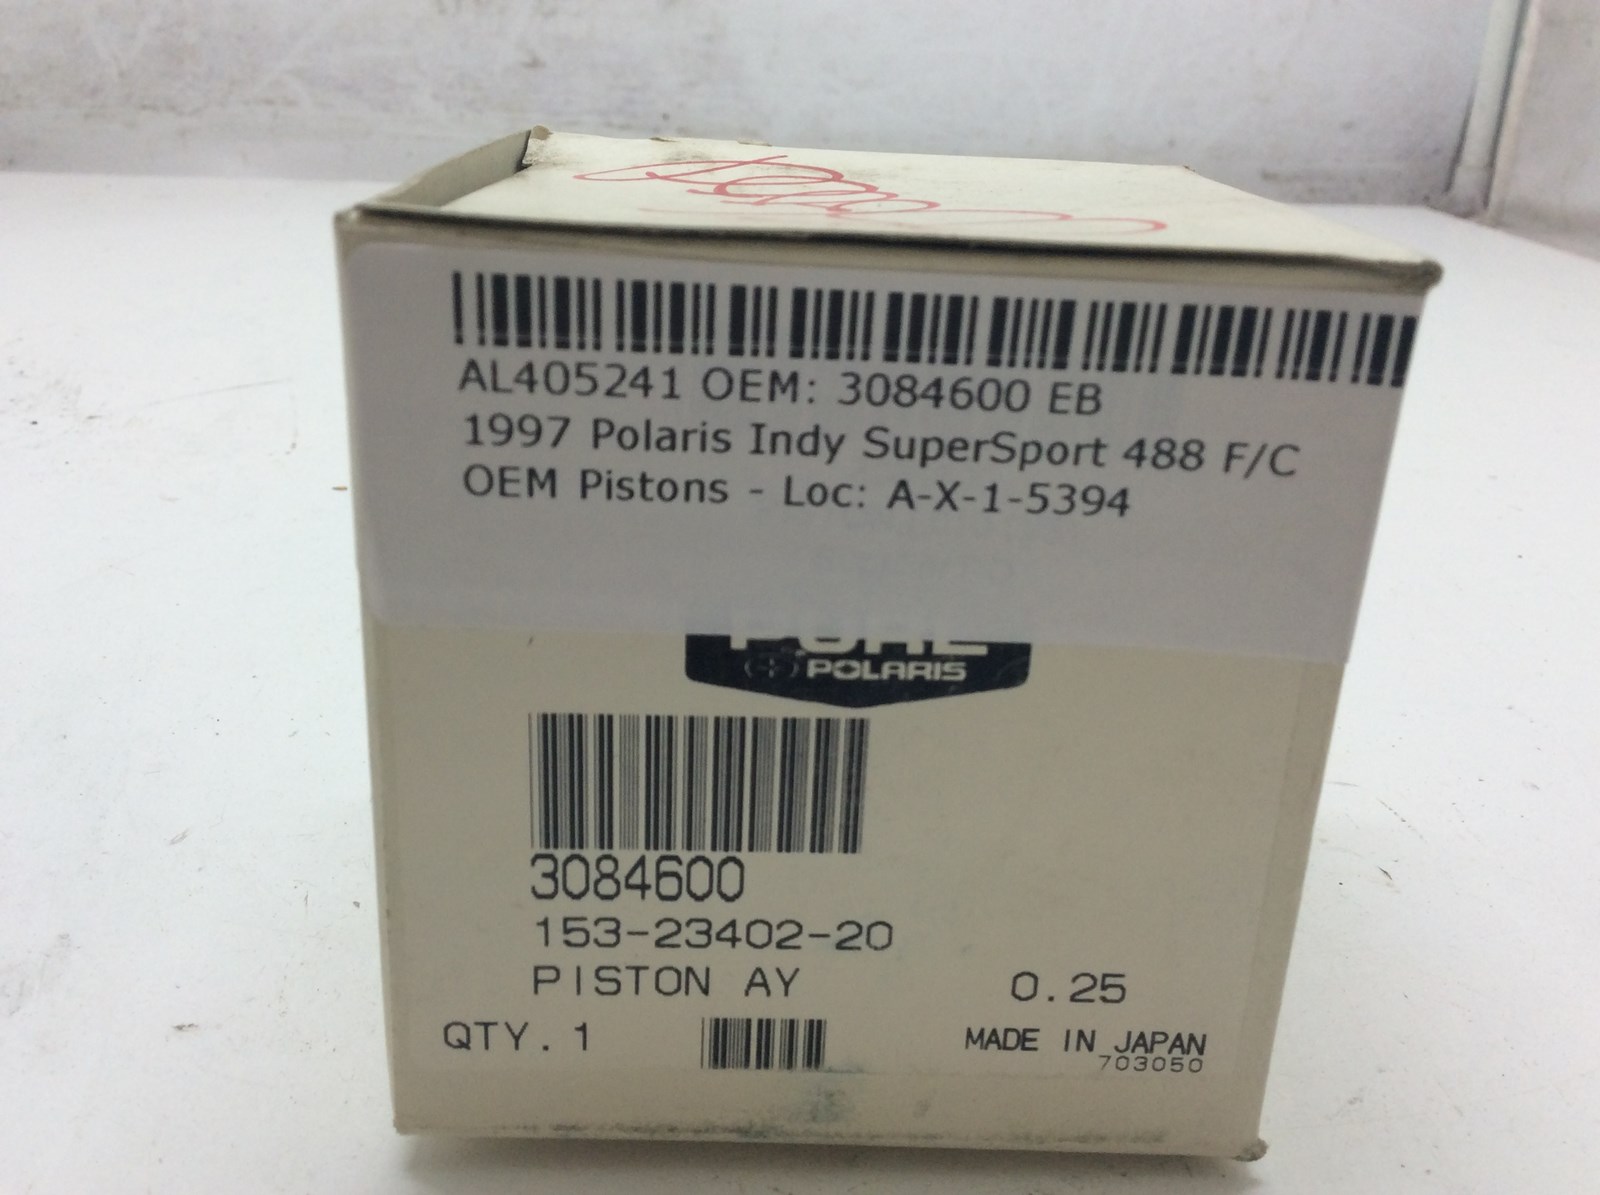 AL405241 OEM: 3084600 EB
1997 Polaris Indy SuperSport 488 F/C
OEM Pistons - Loc: A-X-1-5394
POLARIS
3084600
153-23402-20
PISTON AY 0.25
QTY. 1
MADE IN JAPAN
703050